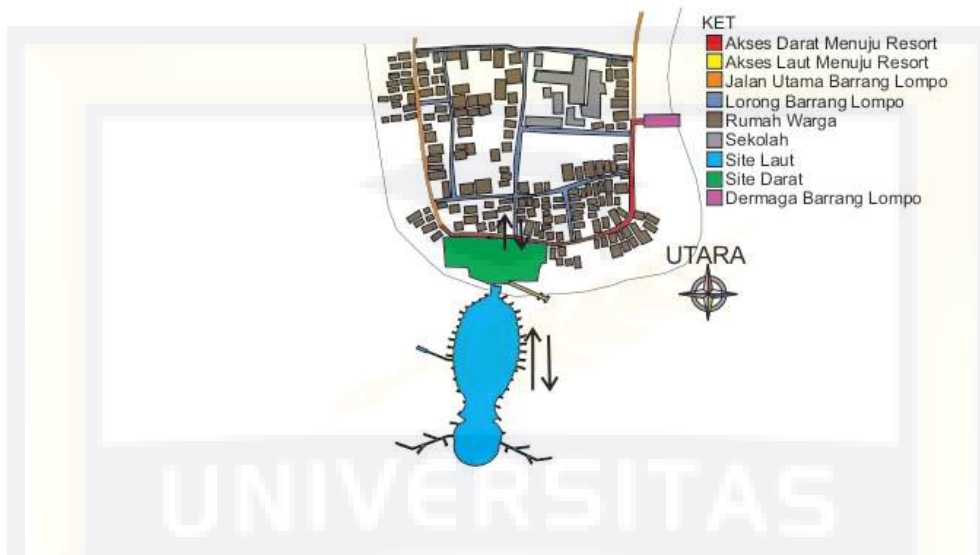 KET
Akses Darat Menuju Resort
Akses Laut Menuju Resort
Jalan Utama Barrang Lompo
Lorong Barrang Lompo
Rumah Warga
Sekolah
Site Laut
Site Darat
Dermaga Barrang Lompo
UTARA
UNIVERSITAS